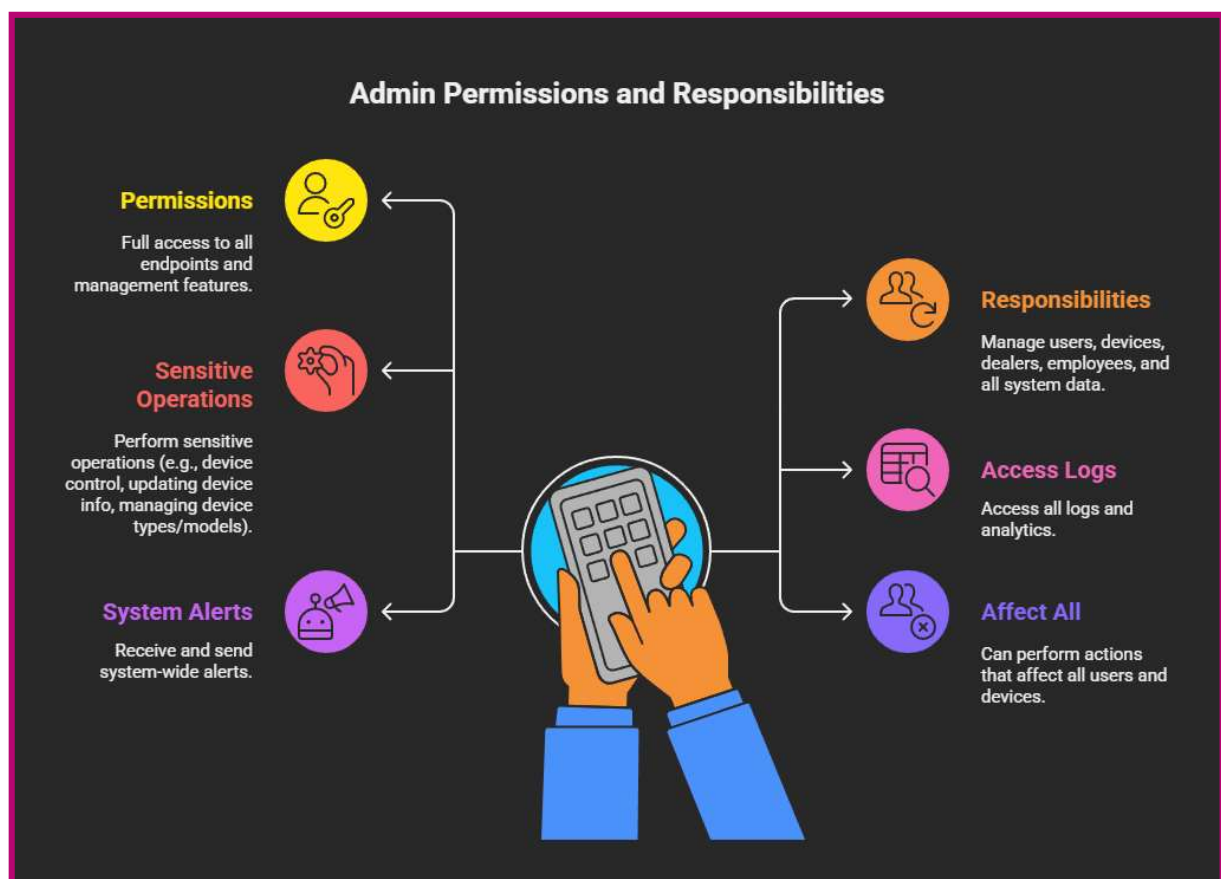 Admin Permissions and Responsibilities
Permissions
Full access to all
endpoints and
management features.
Sensitive
Operations
Perform sensitive
operations (e.g., device
control, updating device
info, managing device
types/models).
System Alerts
Receive and send
system-wide alerts.
Responsibilities
Manage users, devices,
dealers, employees, and
all system data.
Access Logs
Access all logs and
analytics.
Affect All
Can perform actions
that affect all users and
devices.